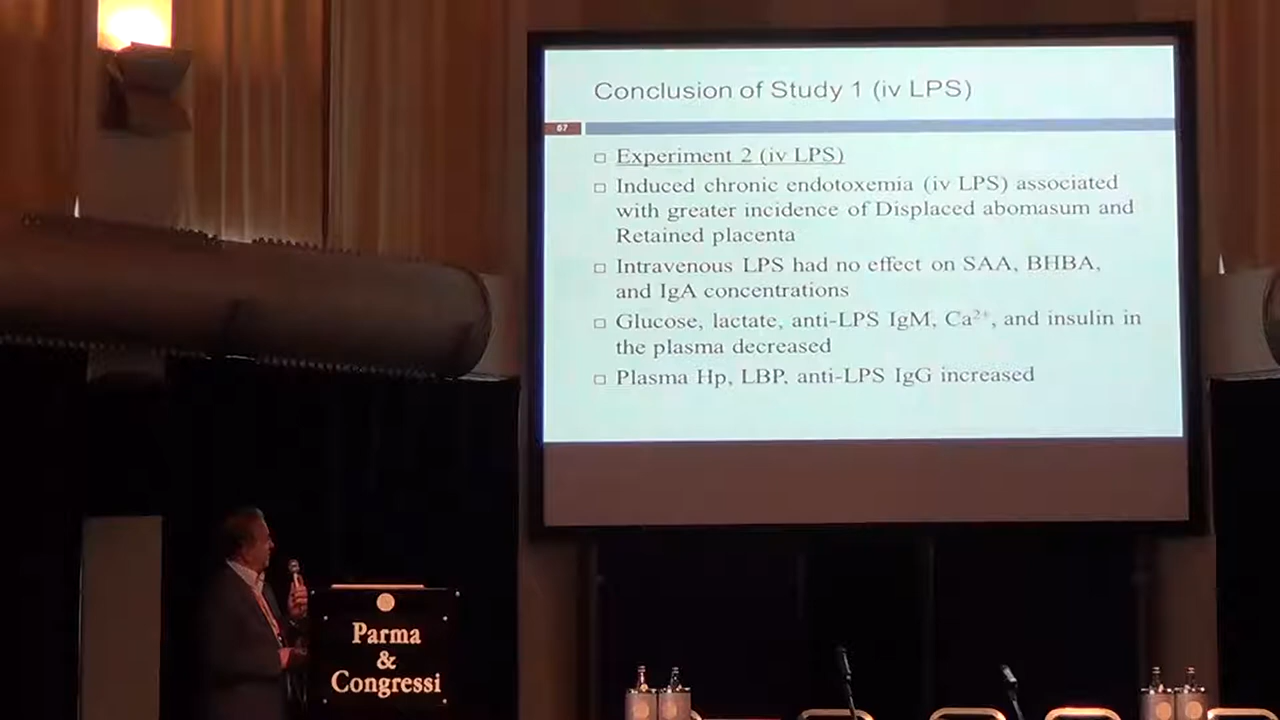 Conclusion of Study 1 (iv LPS)
67
□ Experiment 2 (iv LPS)
□ Induced chronic endotoxemia (iv LPS) associated
with greater incidence of Displaced abomasum and
Retained placenta
□ Intravenous LPS had no effect on SAA, BHBA,
and IgA concentrations
□ Glucose, lactate, anti-LPS IgM, Ca²⁺, and insulin in
the plasma decreased
□ Plasma Hp, LBP, anti-LPS IgG increased
Parma
&
Congressi